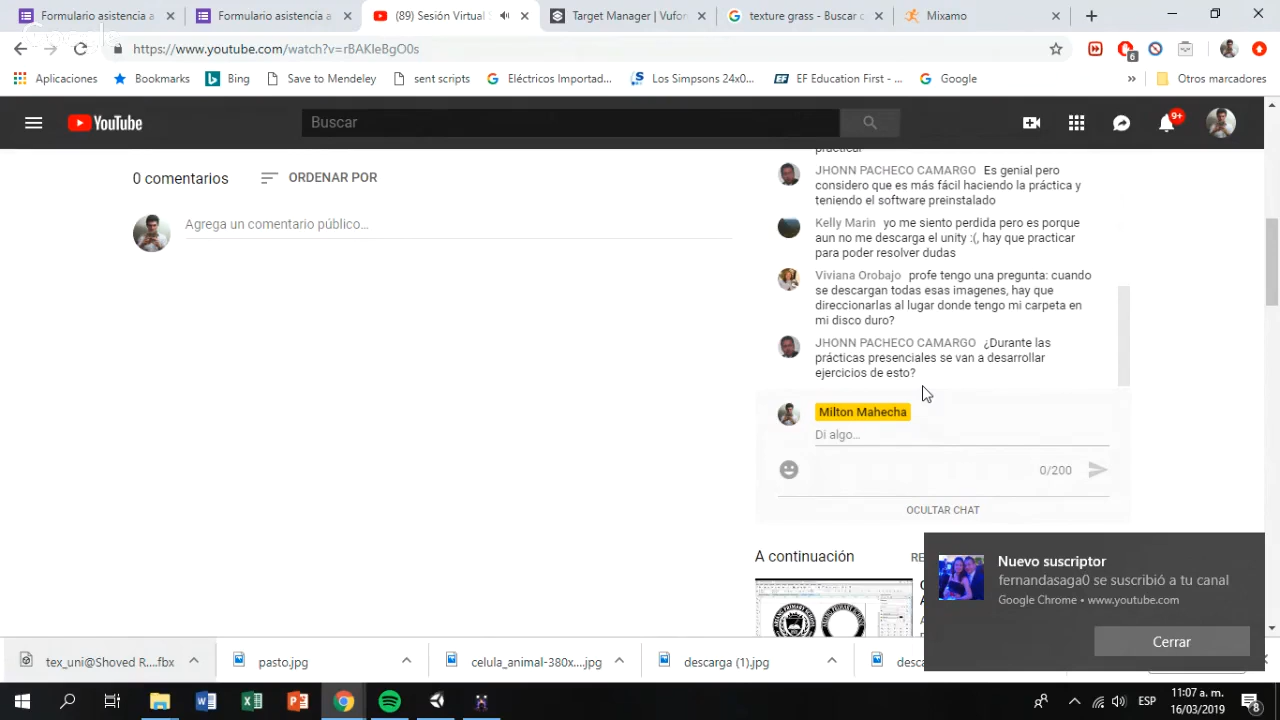 Formulario asistencia a
Formulario asistencia a
(89) Sesión Virtual
Target Manager | Vufor
texture grass - Buscar c
Mixamo
https://www.youtube.com/watch?v=rBAKleBgO0s
6
Aplicaciones
Bookmarks
Bing
Save to Mendeley
sent scripts
Eléctricos Importad...
Los Simpsons 24x0...
EF Education First - ...
Google
»
Otros marcadores
YouTube
Buscar
9+
0 comentarios
ORDENAR POR
Agrega un comentario público...
practicar
JHONN PACHECO CAMARGO Es genial pero
considero que es más fácil haciendo la práctica y
teniendo el software preinstalado
Kelly Marin yo me siento perdida pero es porque
aun no me descarga el unity :(, hay que practicar
para poder resolver dudas
Viviana Orobajo profe tengo una pregunta: cuando
se descargan todas esas imagenes, hay que
direccionarlas al lugar donde tengo mi carpeta en
mi disco duro?
JHONN PACHECO CAMARGO ¿Durante las
prácticas presenciales se van a desarrollar
ejercicios de esto?
Milton Mahecha
Di algo...
0/200
OCULTAR CHAT
A continuación
RE
Nuevo suscriptor
fernandasaga0 se suscribió a tu canal
Google Chrome • www.youtube.com
Cerrar
tex_uni@Shoved R....fbx
pasto.jpg
celula_animal-380x....jpg
descarga (1).jpg
desca
ESP
11:07 a. m.
16/03/2019
8